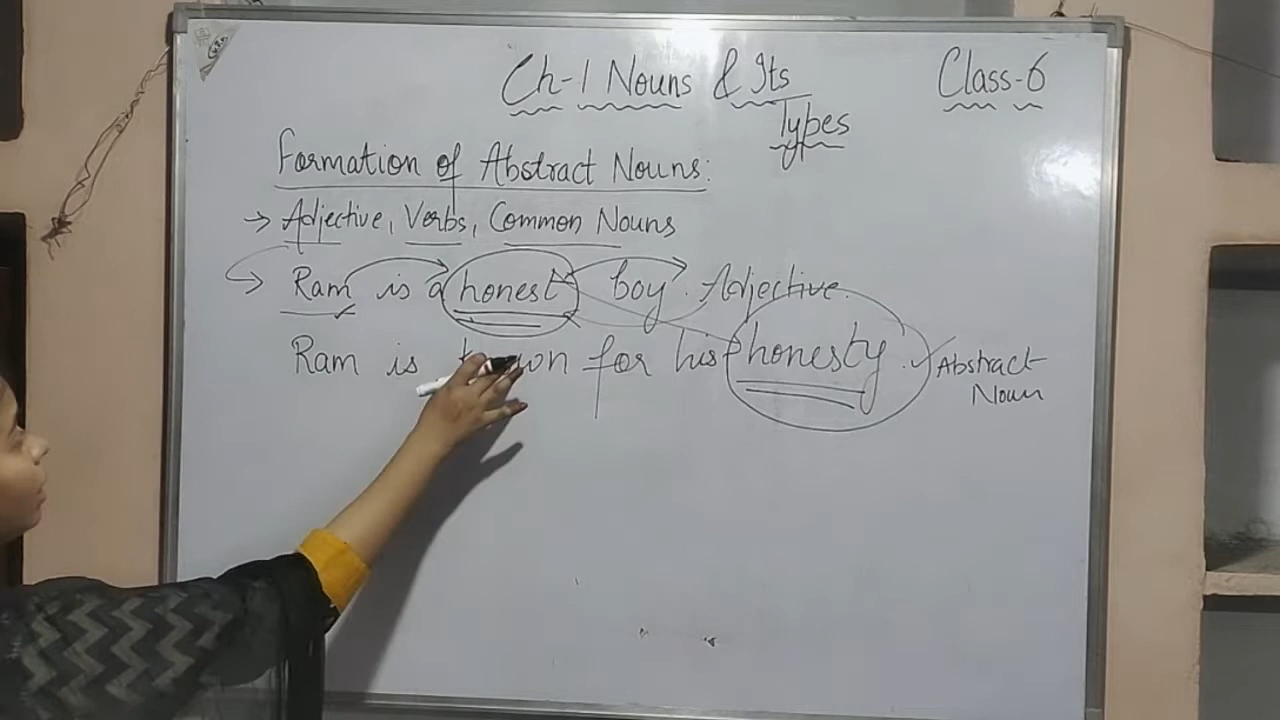 Ch-1 Nouns & Its
Types
Class-6
Formation of Abstract Nouns:
→ Adjective, Verbs, Common Nouns
→ Ram is a honest boy. Adjective.
Ram is for his honesty. Abstract
Noun